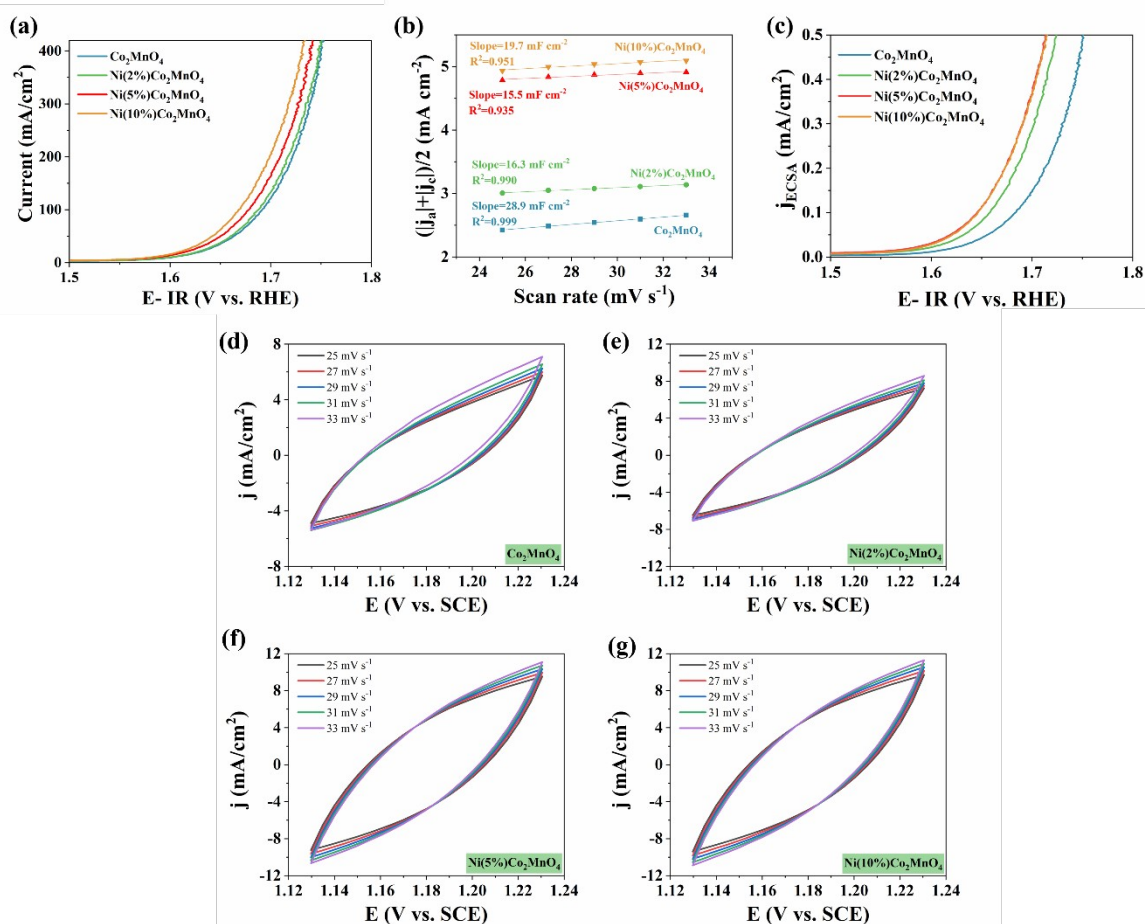 (a)
Current (mA/cm²)
400
300
200
100
0
Co₂MnO₄
Ni(2%)Co₂MnO₄
Ni(5%)Co₂MnO₄
Ni(10%)Co₂MnO₄
1.5 1.6 1.7 1.8
E- IR (V vs. RHE)
(b)
(|jₐ|+|j꜀|)/2 (mA cm⁻²)
6
5
4
3
2
Slope=19.7 mF cm⁻²
R²=0.951
Ni(10%)Co₂MnO₄
Slope=15.5 mF cm⁻²
R²=0.935
Ni(5%)Co₂MnO₄
Slope=16.3 mF cm⁻²
R²=0.990
Ni(2%)Co₂MnO₄
Slope=28.9 mF cm⁻²
R²=0.999
Co₂MnO₄
24 26 28 30 32 34
Scan rate (mV s⁻¹)
(c)
j_ECSA (mA/cm²)
0.5
0.4
0.3
0.2
0.1
0.0
Co₂MnO₄
Ni(2%)Co₂MnO₄
Ni(5%)Co₂MnO₄
Ni(10%)Co₂MnO₄
1.5 1.6 1.7 1.8
E- IR (V vs. RHE)
(d)
j (mA/cm²)
8
4
0
-4
-8
25 mV s⁻¹
27 mV s⁻¹
29 mV s⁻¹
31 mV s⁻¹
33 mV s⁻¹
Co₂MnO₄
1.12 1.14 1.16 1.18 1.20 1.22 1.24
E (V vs. SCE)
(e)
j (mA/cm²)
12
8
4
0
-4
-8
-12
25 mV s⁻¹
27 mV s⁻¹
29 mV s⁻¹
31 mV s⁻¹
33 mV s⁻¹
Ni(2%)Co₂MnO₄
1.12 1.14 1.16 1.18 1.20 1.22 1.24
E (V vs. SCE)
(f)
j (mA/cm²)
12
8
4
0
-4
-8
-12
25 mV s⁻¹
27 mV s⁻¹
29 mV s⁻¹
31 mV s⁻¹
33 mV s⁻¹
Ni(5%)Co₂MnO₄
1.12 1.14 1.16 1.18 1.20 1.22 1.24
E (V vs. SCE)
(g)
j (mA/cm²)
12
8
4
0
-4
-8
-12
25 mV s⁻¹
27 mV s⁻¹
29 mV s⁻¹
31 mV s⁻¹
33 mV s⁻¹
Ni(10%)Co₂MnO₄
1.12 1.14 1.16 1.18 1.20 1.22 1.24
E (V vs. SCE)